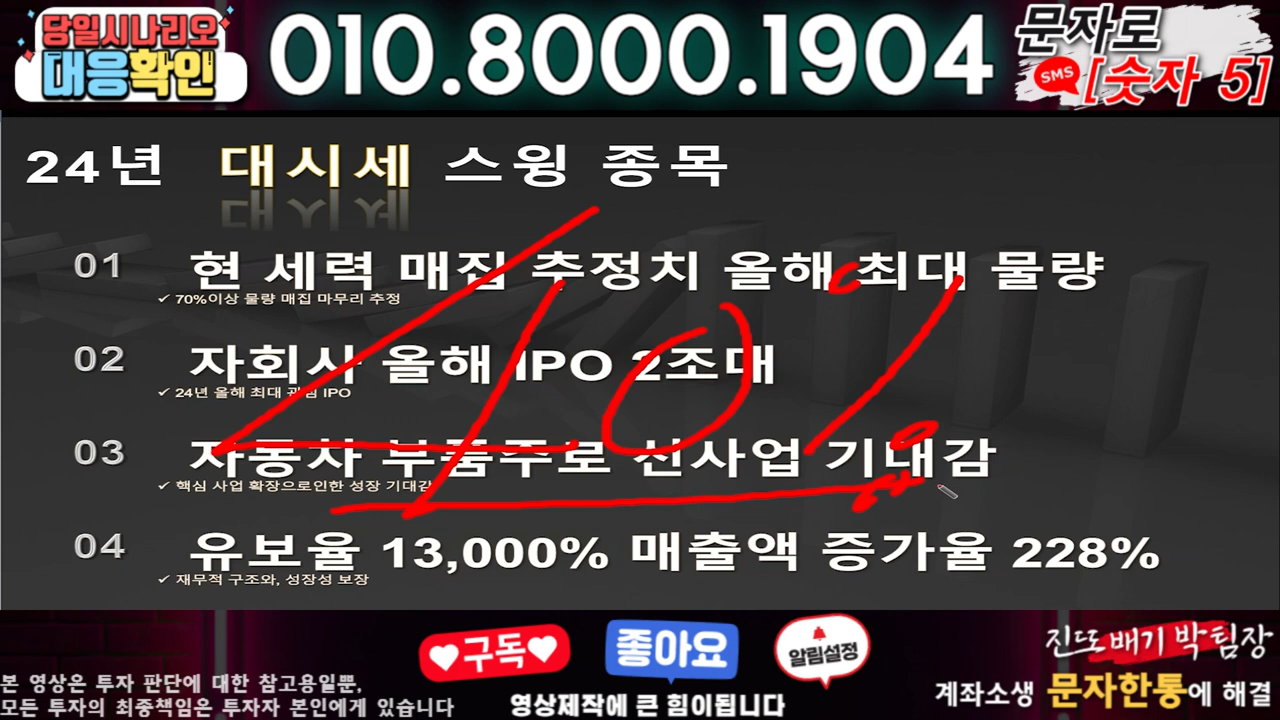 당일시나리오
대응확인
010.8000.1904
문자로
SMS [숫자 5]
24년 대시세 스윙 종목
01 현 세력 매집 추정치 올해 최대 물량
✓ 70%이상 물량 매집 마무리 추정
02 자회사 올해 IPO 2조대
✓ 24년 올해 최대 관심 IPO
03 자동차 부품주로 신사업 기대감
✓ 핵심 사업 확장으로인한 성장 기대감
40%
04 유보율 13,000% 매출액 증가율 228%
✓ 재무적 구조와, 성장성 보장
구독
좋아요
알림설정
진또배기 박팀장
본 영상은 투자 판단에 대한 참고용일뿐,
모든 투자의 최종책임은 투자자 본인에게 있습니다
영상제작에 큰 힘이됩니다
계좌소생 문자한통에 해결